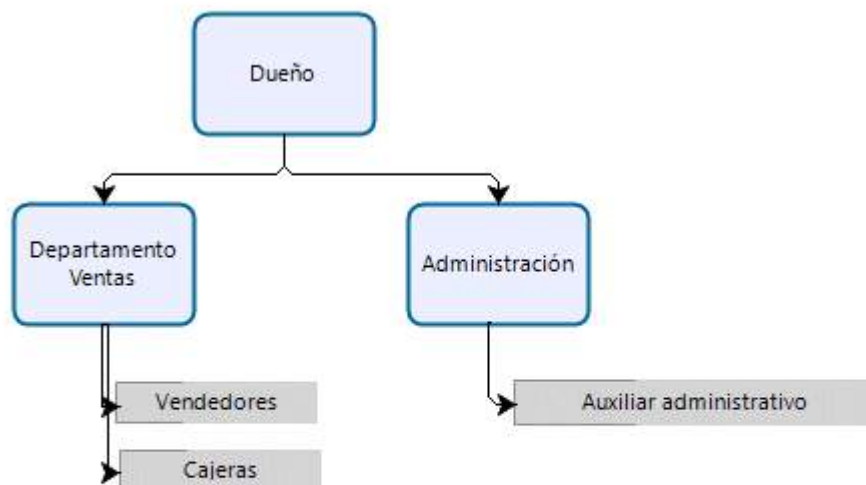 Dueño
Departamento
Ventas
Administración
Vendedores
Auxiliar administrativo
Cajeras